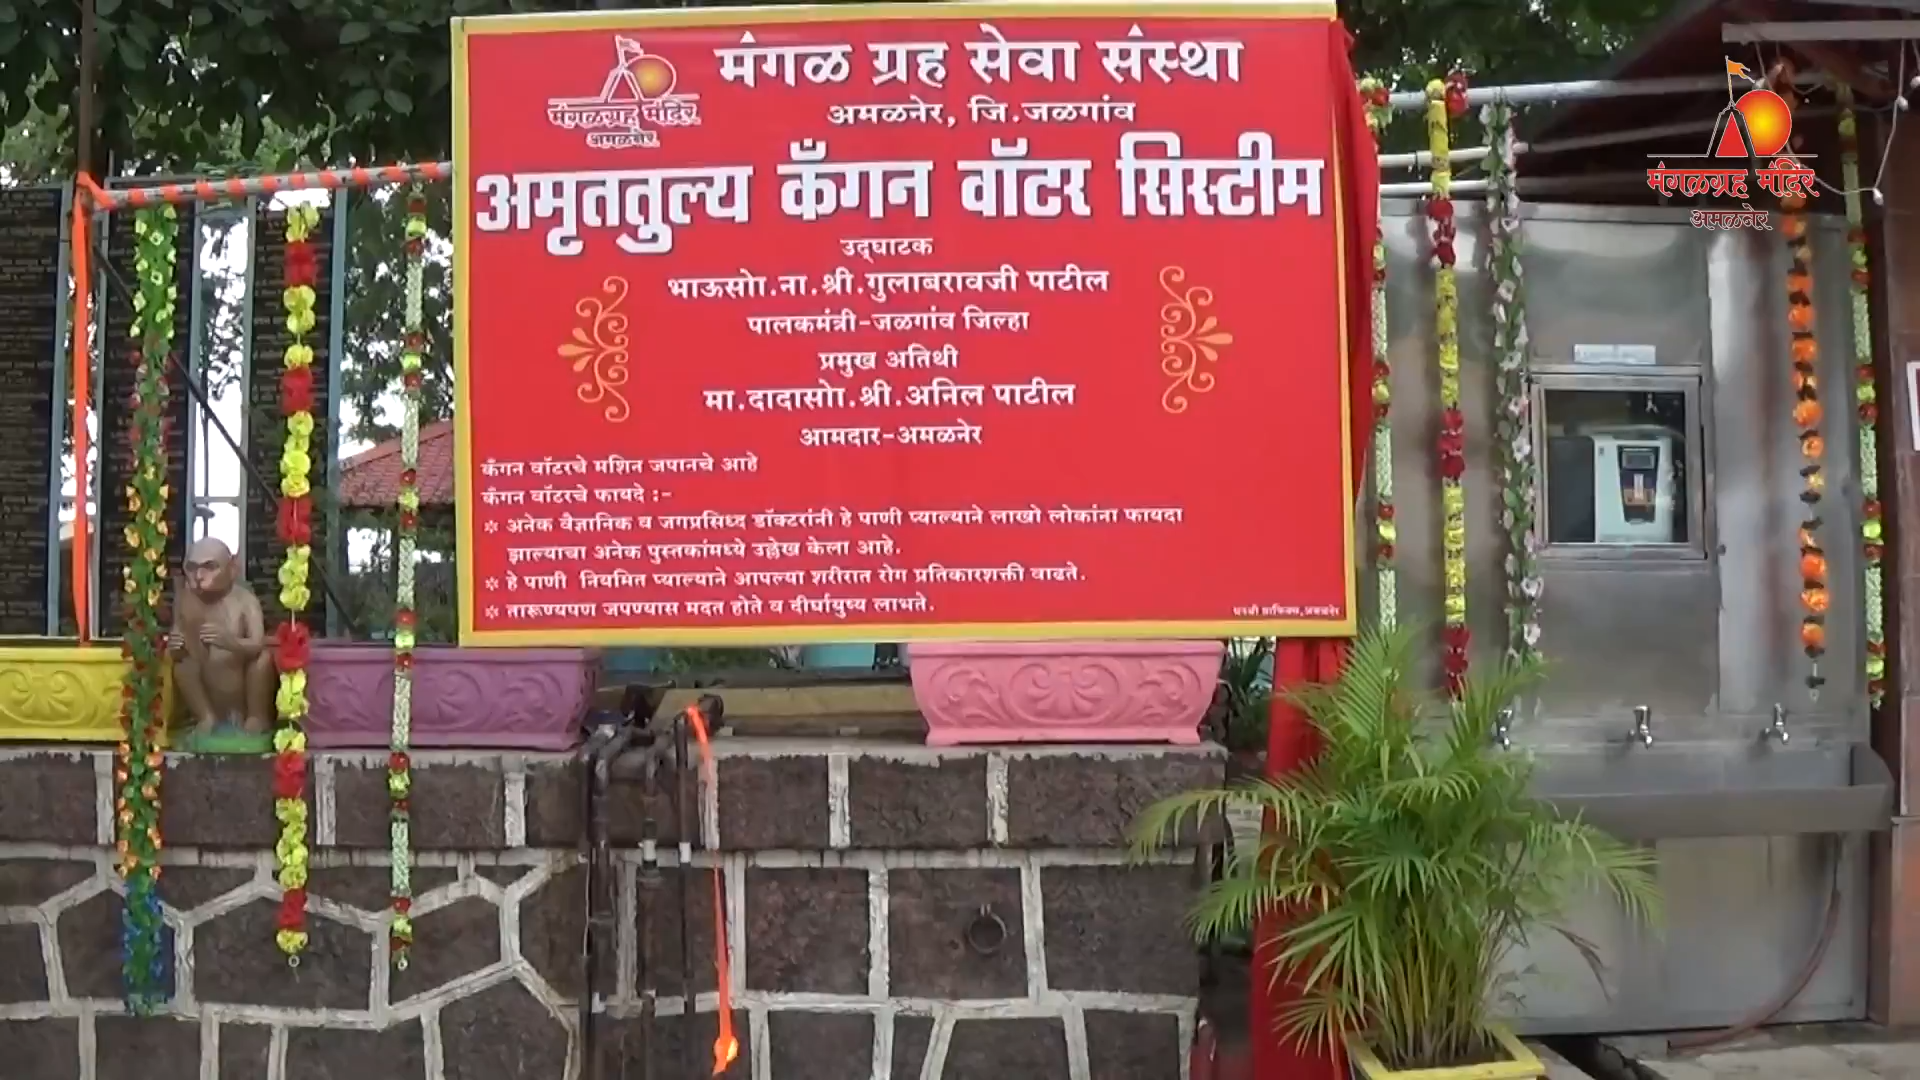 मंगळग्रह मंदिर
अमळनेर
मंगळ ग्रह सेवा संस्था
अमळनेर, जि.जळगांव
अमृततुल्य कॅंगन वॉटर सिस्टीम
उद्‌घाटक
भाऊसो.ना.श्री.गुलाबरावजी पाटील
पालकमंत्री-जळगांव जिल्हा
प्रमुख अतिथी
मा.दादासो.श्री.अनिल पाटील
आमदार-अमळनेर
कॅंगन वॉटरचे मशिन जपानचे आहे
कॅंगन वॉटरचे फायदे :-
❈ अनेक वैज्ञानिक व जगप्रसिध्द डॉक्टरांनी हे पाणी प्याल्याने लाखो लोकांना फायदा
झाल्याचा अनेक पुस्तकांमध्ये उल्लेख केला आहे.
❈ हे पाणी नियमित प्याल्याने आपल्या शरीरात रोग प्रतिकारशक्ती वाढते.
❈ तारूण्यपण जपण्यास मदत होते व दीर्घायुष्य लाभते.
मंगळग्रह मंदिर
अमळनेर